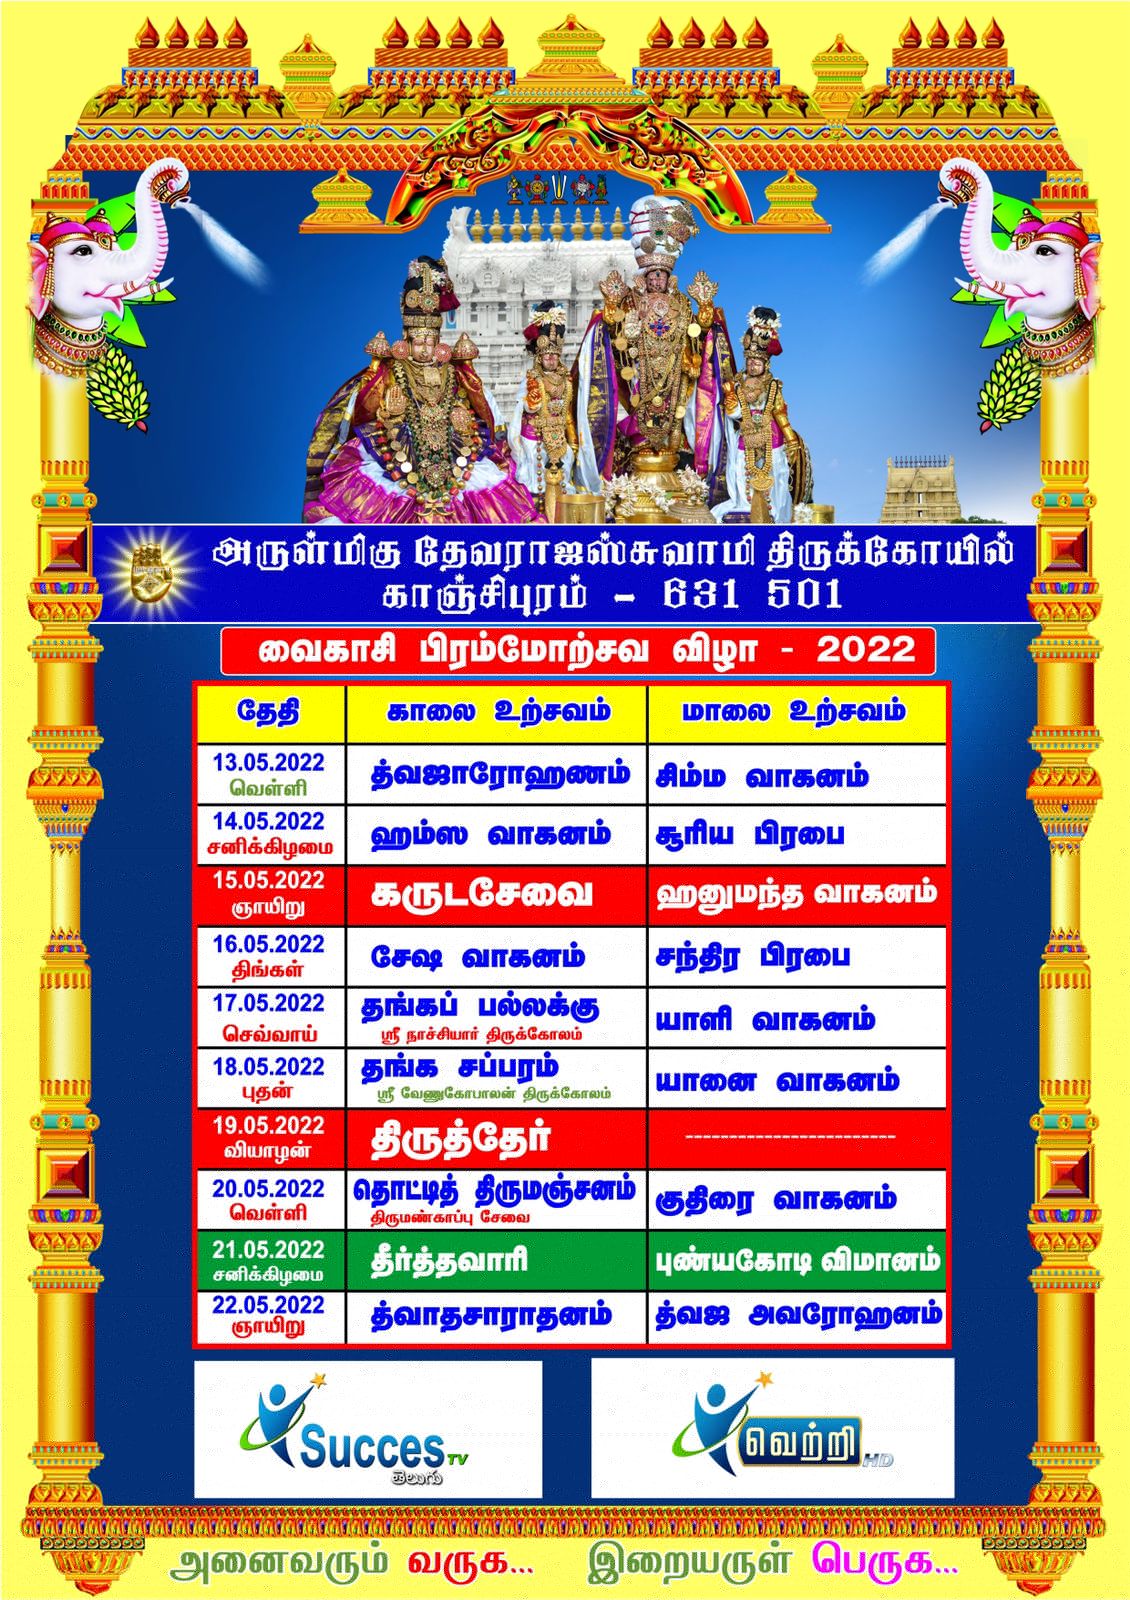 அருள்மிகு தேவராஜஸ்சுவாமி திருக்கோயில்
காஞ்சிபுரம் - 631 501
வைகாசி பிரம்மோற்சவ விழா - 2022
தேதி காலை உற்சவம் மாலை உற்சவம்
13.05.2022
வெள்ளி
த்வஜாரோஹணம் சிம்ம வாகனம்
14.05.2022
சனிக்கிழமை
ஹம்ஸ வாகனம் சூரிய பிரபை
15.05.2022
ஞாயிறு
கருடசேவை ஹனுமந்த வாகனம்
16.05.2022
திங்கள்
சேஷ வாகனம் சந்திர பிரபை
17.05.2022
செவ்வாய்
தங்கப் பல்லக்கு
ஸ்ரீ நாச்சியார் திருக்கோலம்
யாளி வாகனம்
18.05.2022
புதன்
தங்க சப்பரம்
ஸ்ரீ வேணுகோபாலன் திருக்கோலம்
யானை வாகனம்
19.05.2022
வியாழன்
திருத்தேர் -----------------------------
20.05.2022
வெள்ளி
தொட்டித் திருமஞ்சனம்
திருமண்காப்பு சேவை
குதிரை வாகனம்
21.05.2022
சனிக்கிழமை
தீர்த்தவாரி புண்யகோடி விமானம்
22.05.2022
ஞாயிறு
த்வாதசாராதனம் த்வஜ அவரோஹனம்
Succes TV
తెలుగు
வெற்றி HD
அனைவரும் வருக... இறையருள் பெருக...